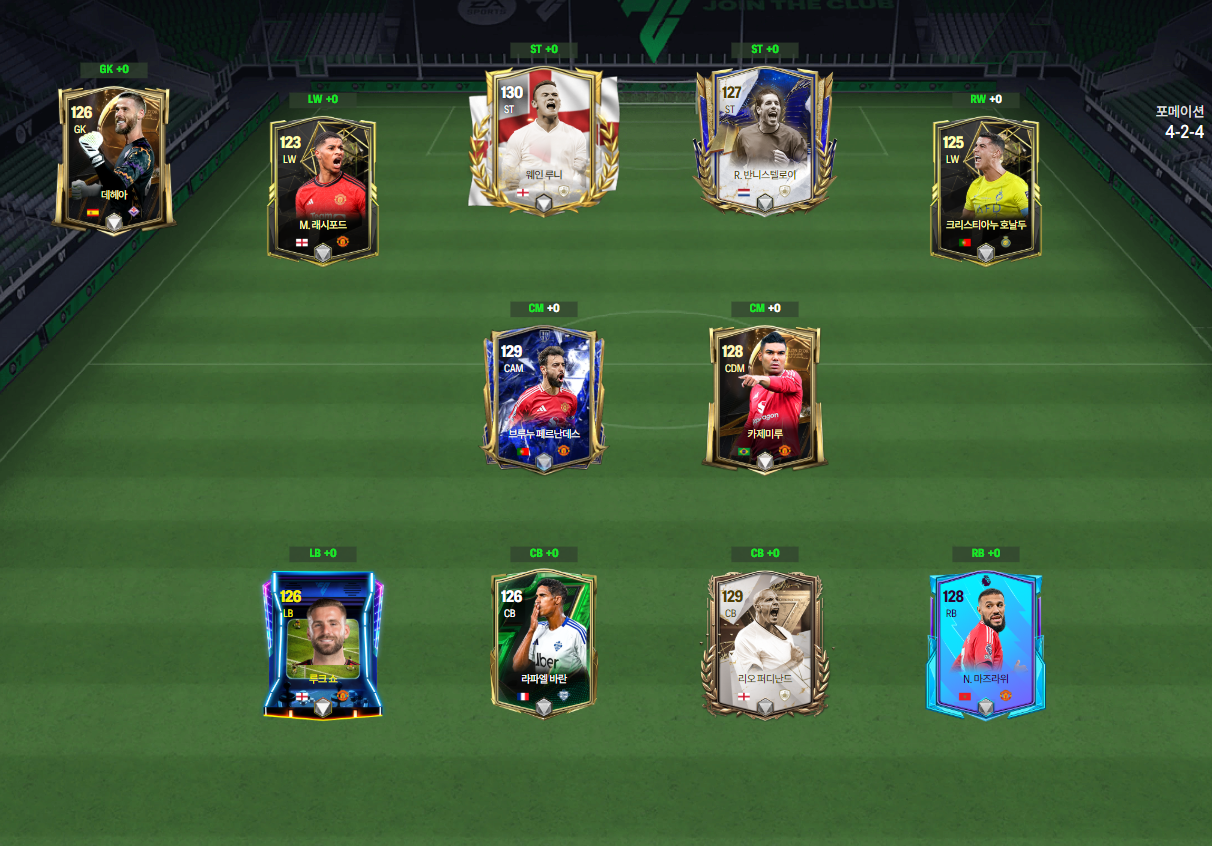 EA SPORTS
JOIN THE CLUB
포메이션
4-2-4
GK +0
126
GK
데헤아
LW +0
123
LW
M. 래시포드
ST +0
130
ST
웨인 루니
ST +0
127
ST
R. 반니스텔로이
RW +0
125
LW
크리스티아누 호날두
CM +0
129
CAM
브루누 페르난데스
CM +0
128
CDM
카제미루
LB +0
126
LB
루크 쇼
CB +0
126
CB
Uber
라파엘 바란
CB +0
129
CB
리오 퍼디난드
RB +0
128
RB
N. 마즈라위